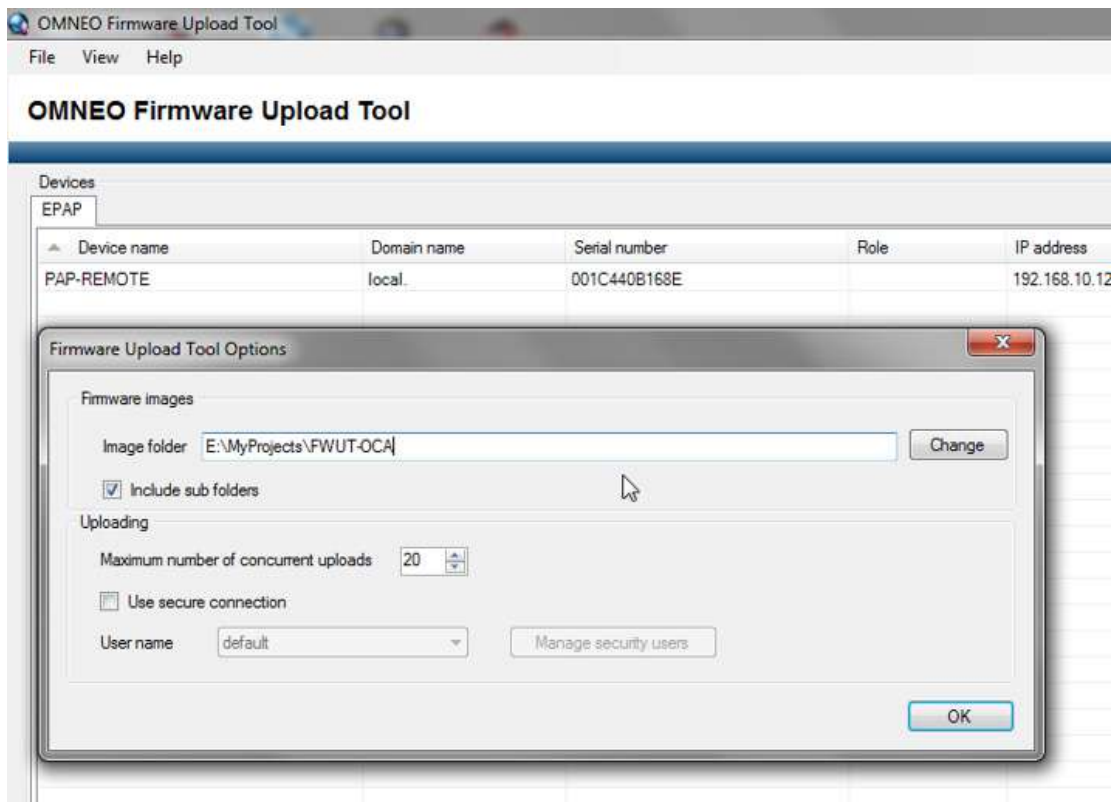 OMNEO Firmware Upload Tool
File View Help
OMNEO Firmware Upload Tool
Devices
EPAP
Device name Domain name Serial number Role IP address
PAP-REMOTE local. 001C440B168E 192.168.10.12
Firmware Upload Tool Options
Firmware images
Image folder E:\MyProjects\FWUT-OCA Change
Include sub folders
Uploading
Maximum number of concurrent uploads 20
Use secure connection
User name default Manage security users
OK